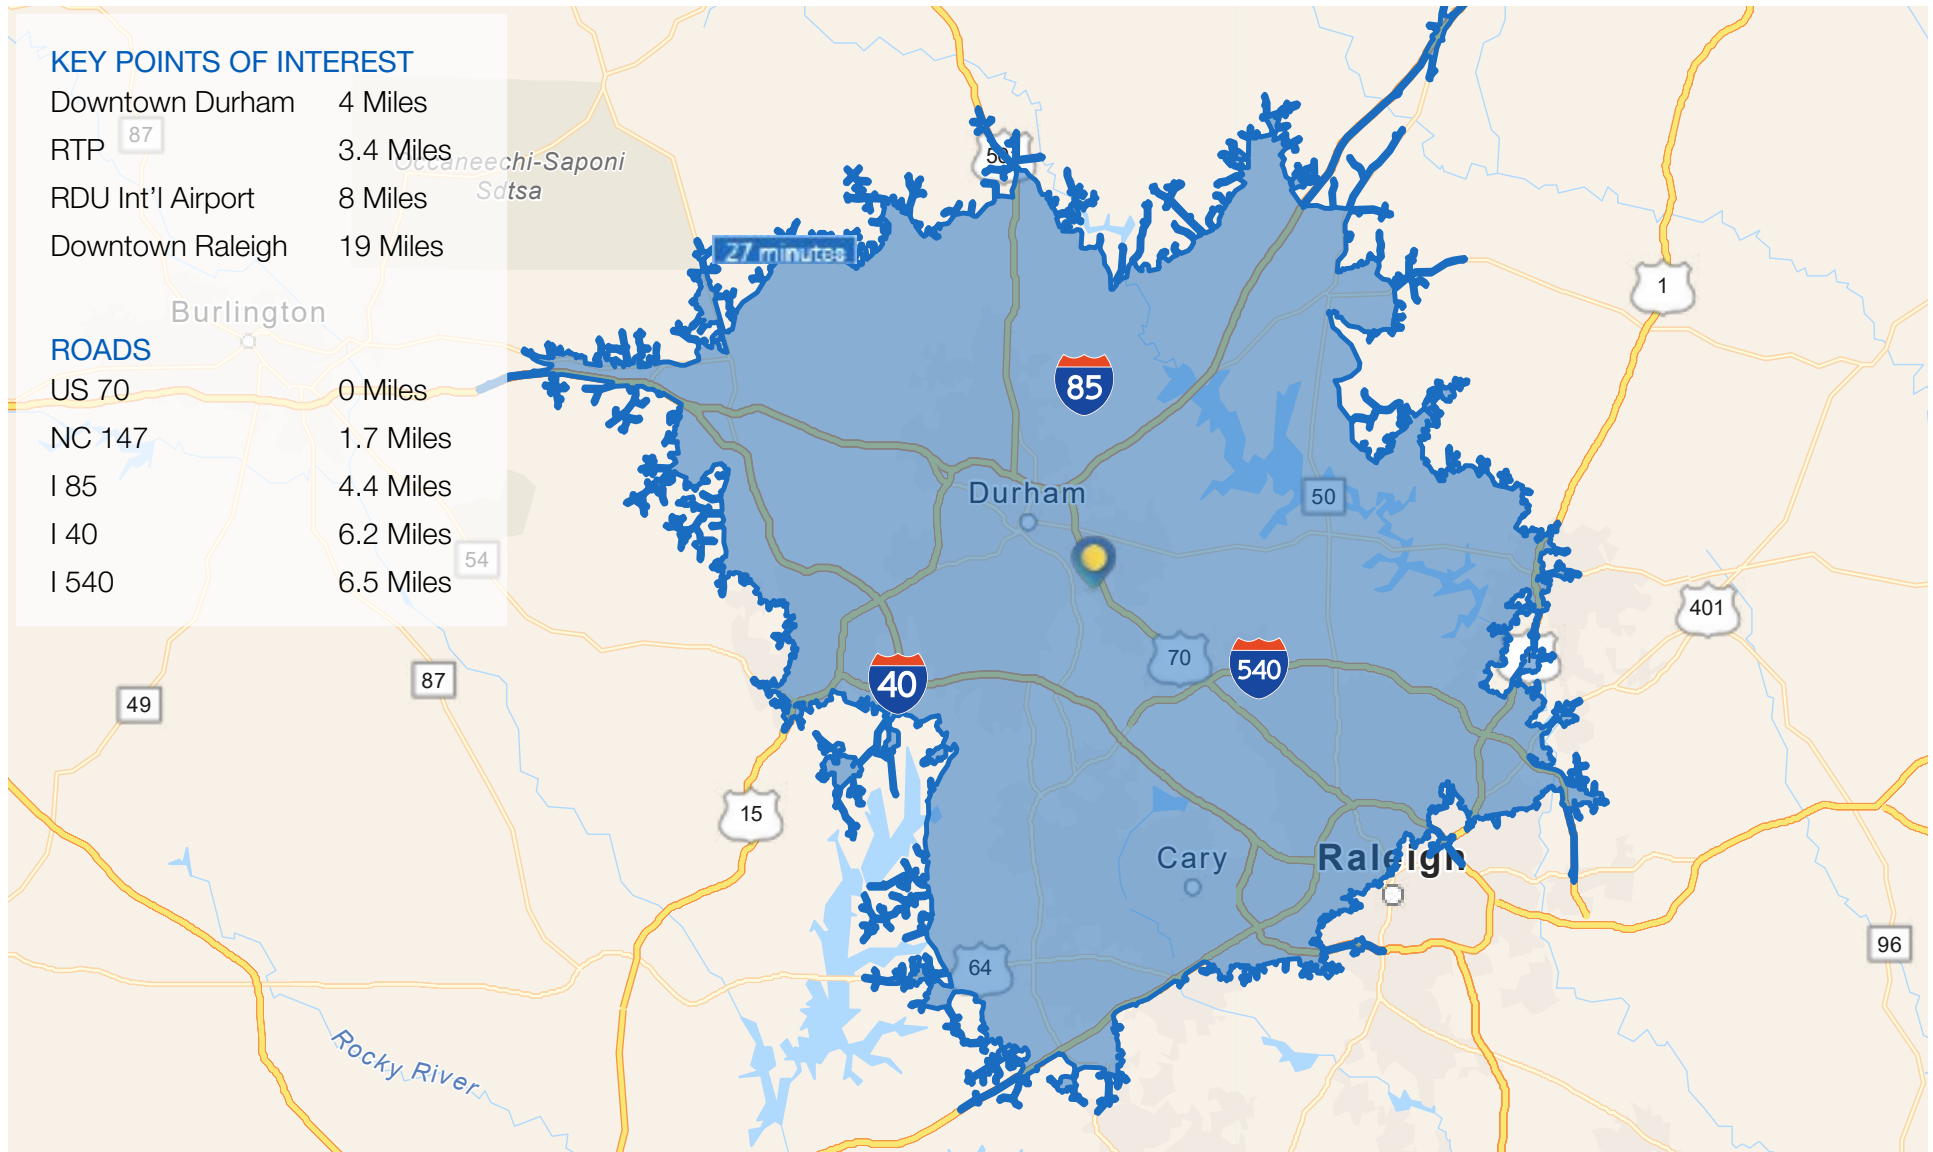 KEY POINTS OF INTEREST
Downtown Durham 4 Miles
87
RTP 3.4 Miles
Occaneechi-Saponi
Sdtsa
RDU Int'l Airport 8 Miles
Downtown Raleigh 19 Miles
27 minutes
1
Burlington
ROADS
US 70 0 Miles
85
NC 147 1.7 Miles
I 85 4.4 Miles
Durham
50
I 40 6.2 Miles
54
I 540 6.5 Miles
401
70
540
40
87
49
15
Cary
Raleigh
64
96
Rocky River